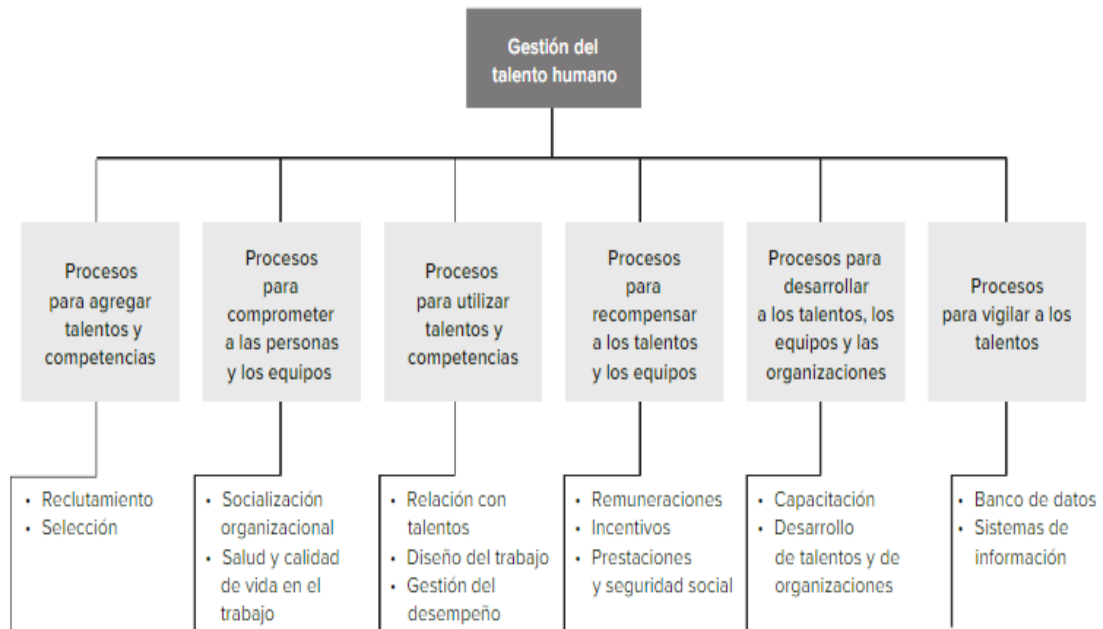 Gestión del
talento humano
Procesos
para agregar
talentos y
competencias
Procesos
para
comprometer
a las personas
y los equipos
Procesos
para utilizar
talentos y
competencias
Procesos
para
recompensar
a los talentos
y los equipos
Procesos para
desarrollar
a los talentos, los
equipos y las
organizaciones
Procesos
para vigilar a los
talentos
• Reclutamiento
• Selección
• Socialización
organizacional
• Salud y calidad
de vida en el
trabajo
• Relación con
talentos
• Diseño del trabajo
• Gestión del
desempeño
• Remuneraciones
• Incentivos
• Prestaciones
y seguridad social
• Capacitación
• Desarrollo
de talentos y de
organizaciones
• Banco de datos
• Sistemas de
información